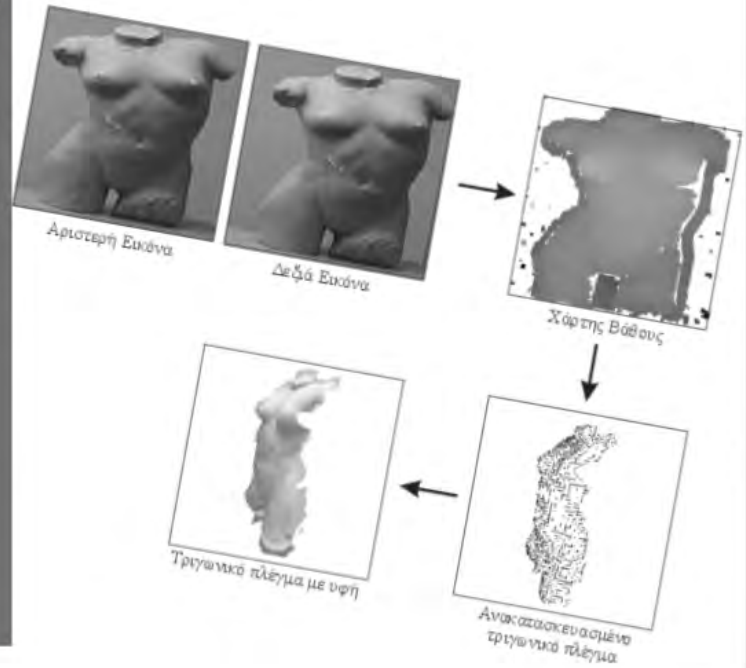 Αριστερή Εικόνα
Δεξιά Εικόνα
Χάρτης Βάθους
Τριγωνικό πλέγμα με υφή
Ανακατασκευασμένο
τριγωνικό πλέγμα